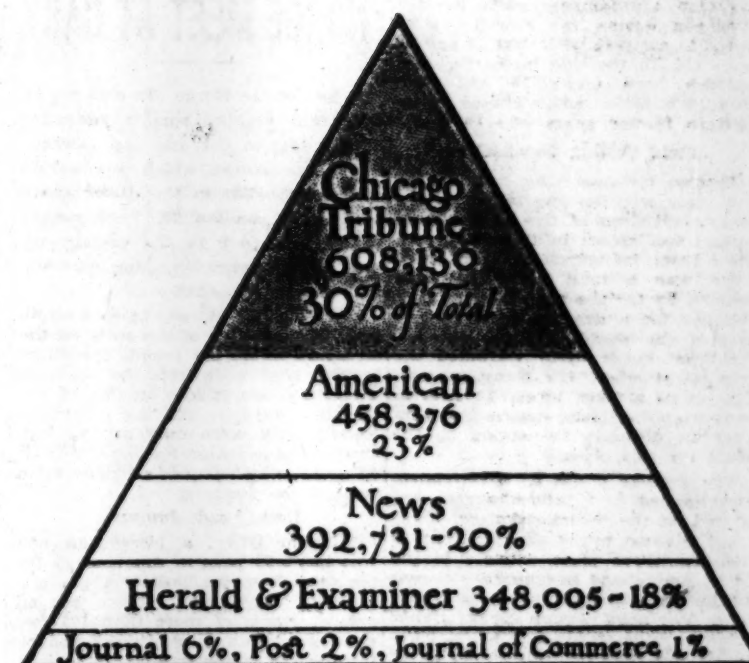 Chicago
Tribune
608,130
30% of Total
American
458,376
23%
News
392,731-20%
Herald & Examiner 348,005-18%
Journal 6%, Post 2%, Journal of Commerce 1%